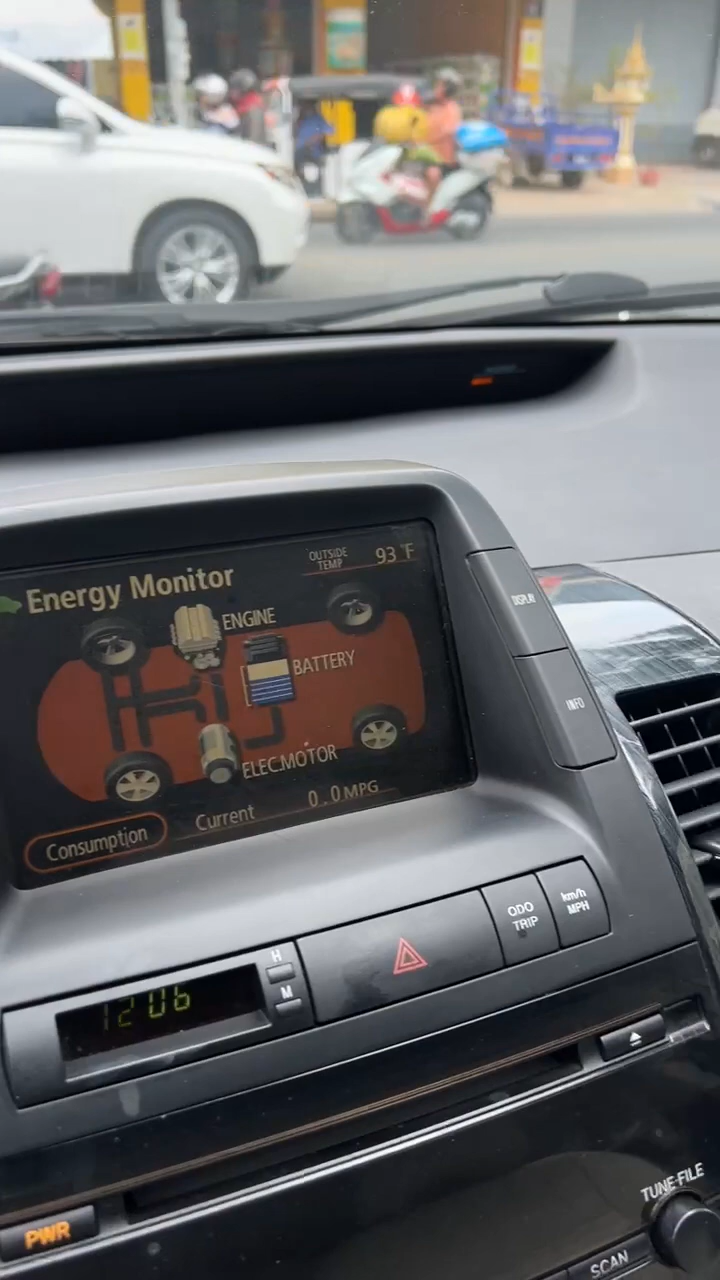 OUTSIDE
TEMP
93 °F
Energy Monitor
ENGINE
BATTERY
ELEC.MOTOR
Current
0.0 MPG
Consumption
DISPLAY
INFO
ODO
TRIP
km/h
MPH
H
M
12 06
PWR
TUNE·FILE
SCAN